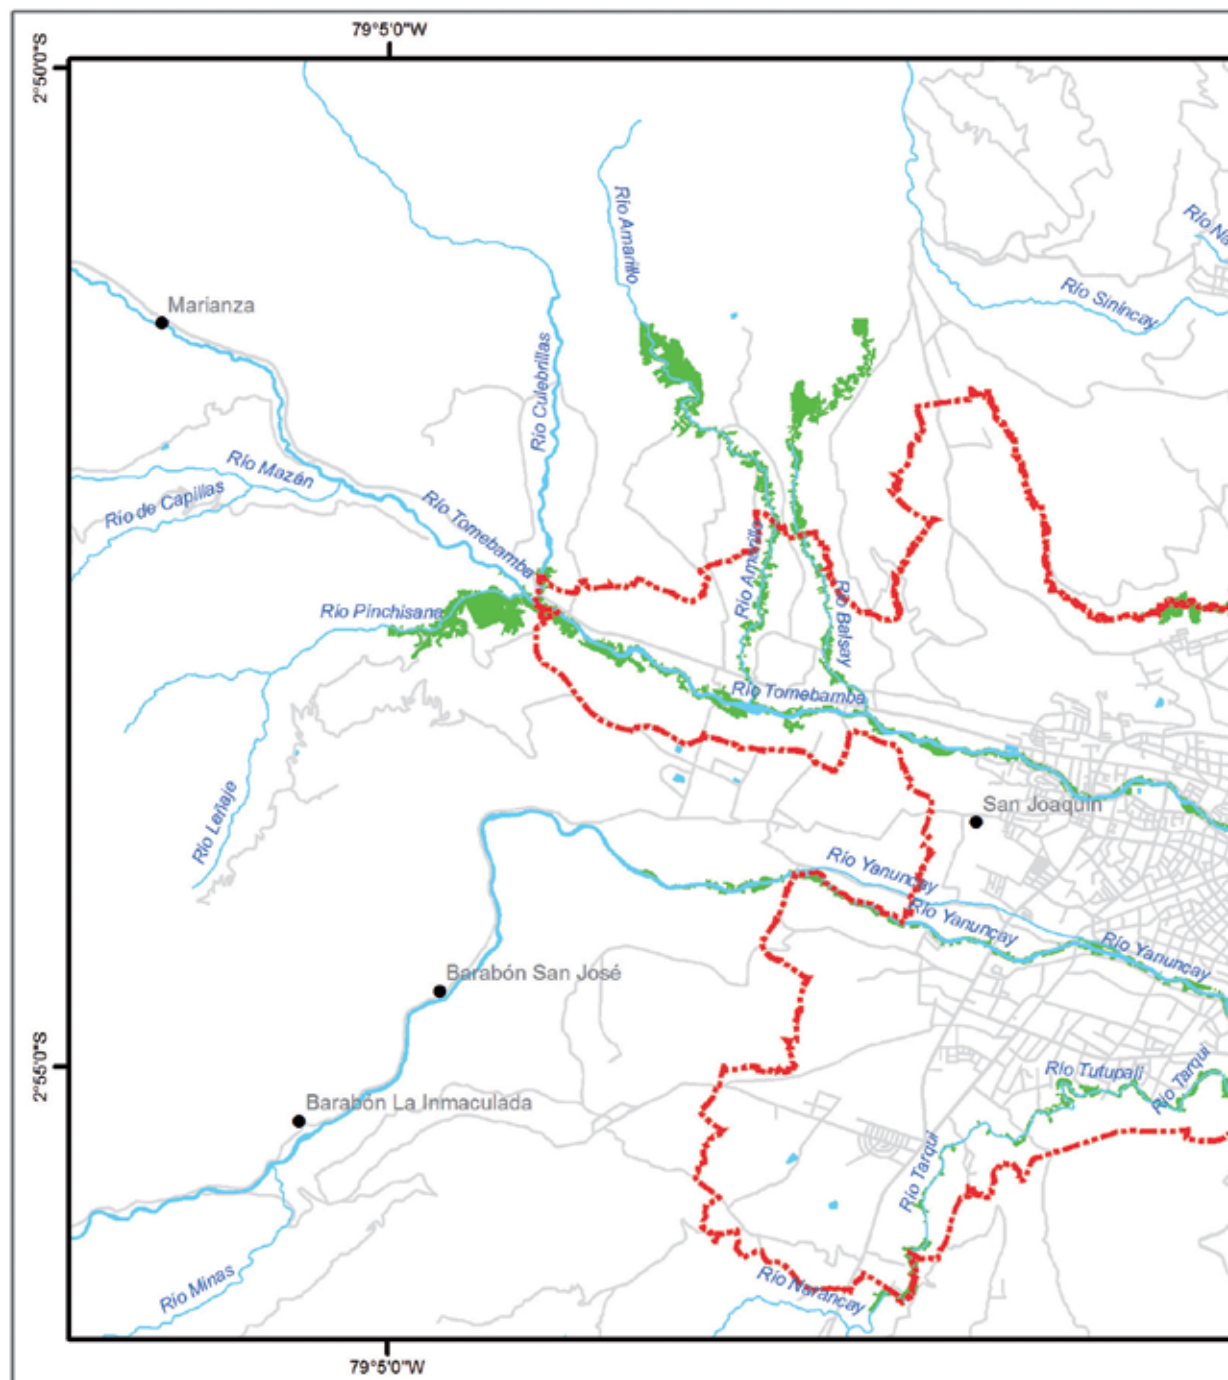 79°5'0"W
2°50'0"S
Río Amarillo
Río Na
Río Sinincay
Marianza
Río Culebrillas
Río Mazán
Río de Capillas
Río Tomebamba
Río Amarillo
Río Balsay
Río Pinchisana
Río Tomebamba
Río Leñaje
San Joaquin
Río Yanuncay
Río Yanuncay
Río Yanuncay
Barabón San José
2°55'0"S
Río Tutupali
Río Tarqui
Barabón La Inmaculada
Río Tarqui
Río Minas
Río Narancay
79°5'0"W